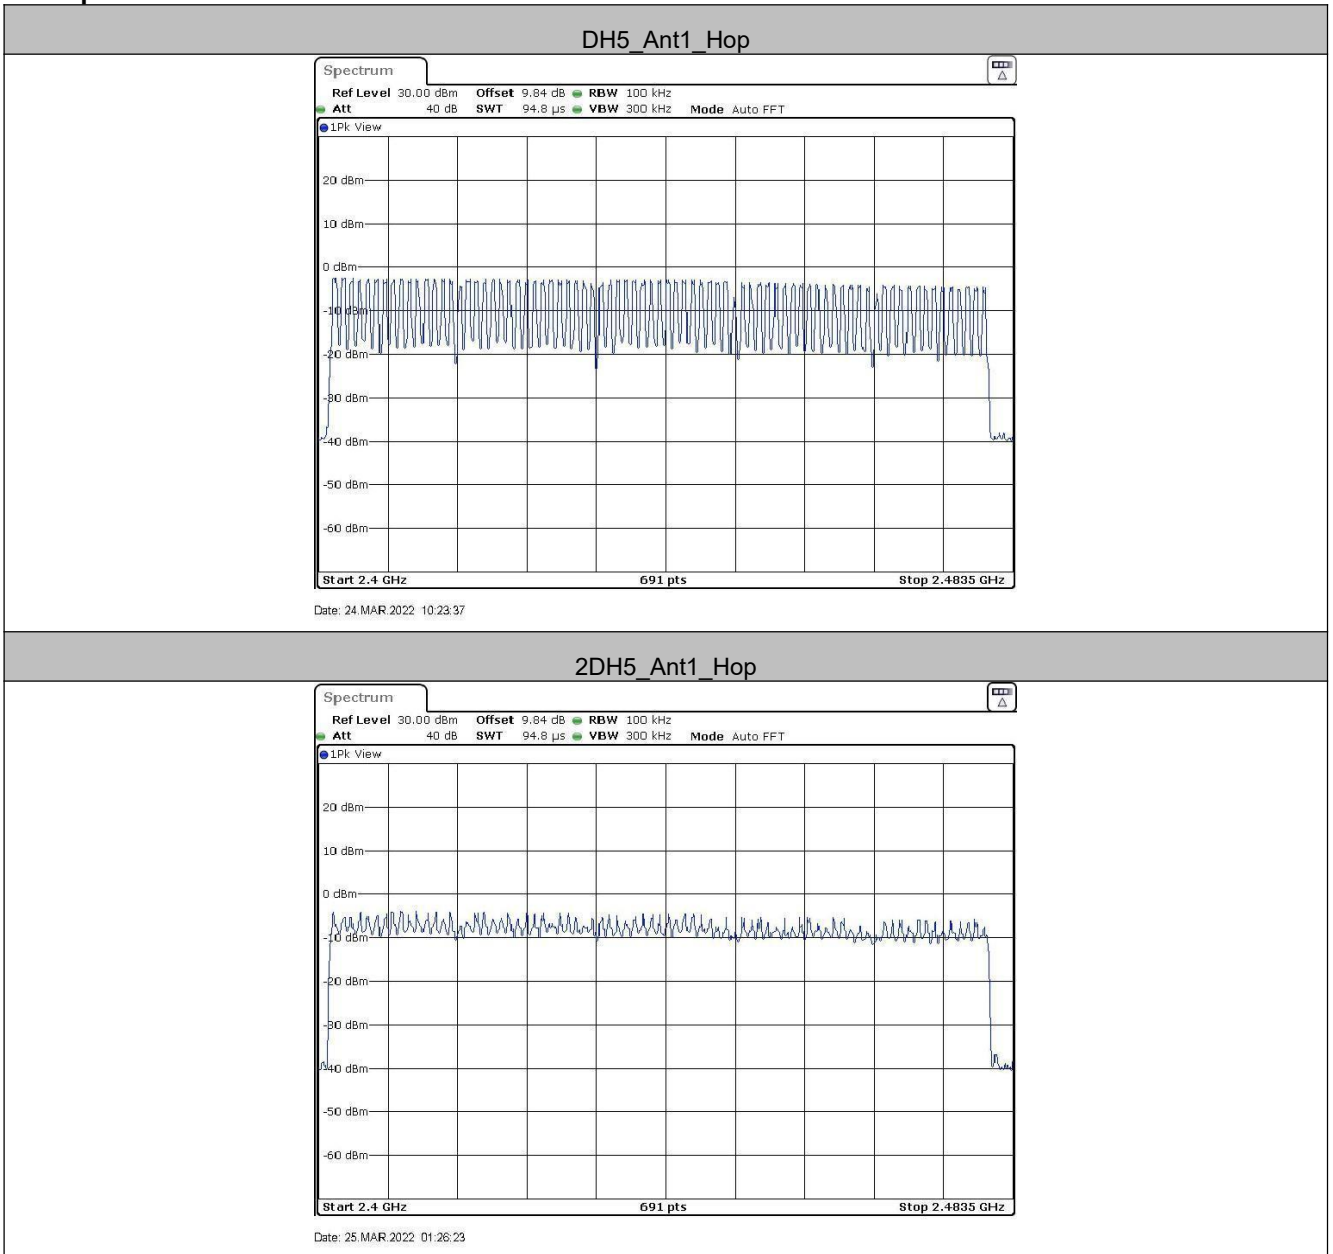 DH5_Ant1_Hop
Spectrum
Ref Level 30.00 dBm Offset 9.84 dB RBW 100 kHz
Att 40 dB SWT 94.8 µs VBW 300 kHz Mode Auto FFT
1Pk View
20 dBm
10 dBm
0 dBm
-10 dBm
-20 dBm
-30 dBm
-40 dBm
-50 dBm
-60 dBm
Start 2.4 GHz 691 pts Stop 2.4835 GHz
Date: 24.MAR.2022 10:23:37
2DH5_Ant1_Hop
Spectrum
Ref Level 30.00 dBm Offset 9.84 dB RBW 100 kHz
Att 40 dB SWT 94.8 µs VBW 300 kHz Mode Auto FFT
1Pk View
20 dBm
10 dBm
0 dBm
-10 dBm
-20 dBm
-30 dBm
-40 dBm
-50 dBm
-60 dBm
Start 2.4 GHz 691 pts Stop 2.4835 GHz
Date: 25.MAR.2022 01:26:23